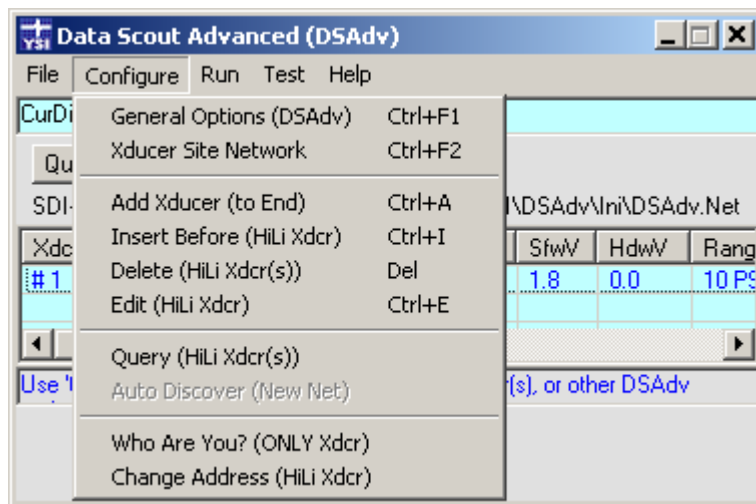 YSI Data Scout Advanced (DSAdv)
File Configure Run Test Help
CurDi
General Options (DSAdv) Ctrl+F1
Xducer Site Network Ctrl+F2
Qu
Add Xducer (to End) Ctrl+A
SDI- \DSAdv\Ini\DSAdv.Net
Insert Before (HiLi Xdcr) Ctrl+I
Xdc SfwV HdwV Rang
Delete (HiLi Xdcr(s)) Del
#1 1.8 0.0 10 PS
Edit (HiLi Xdcr) Ctrl+E
Query (HiLi Xdcr(s))
Auto Discover (New Net)
Use ' r(s), or other DSAdv
Who Are You? (ONLY Xdcr)
Change Address (HiLi Xdcr)